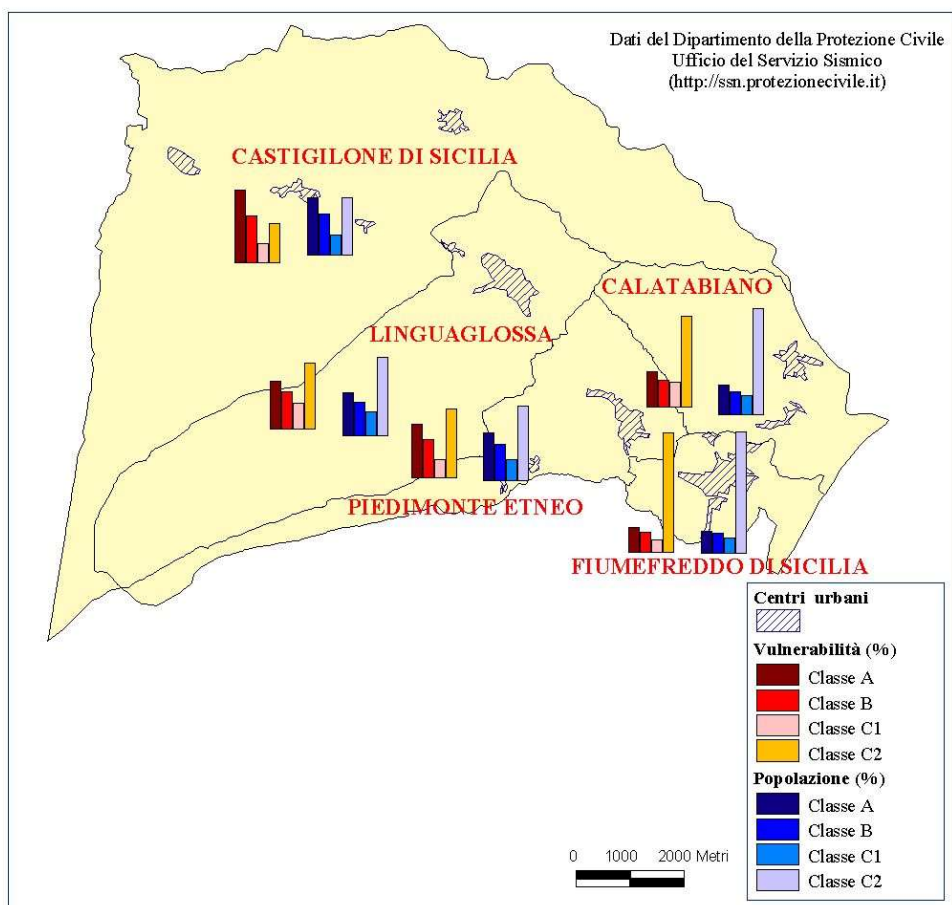 Dati del Dipartimento della Protezione Civile
Ufficio del Servizio Sismico
(http://ssn.protezionecivile.it)
CASTIGILONE DI SICILIA
CALATABIANO
LINGUAGLOSSA
PIEDIMONTE ETNEO
FIUMEFREDDO DI SICILIA
Centri urbani
Vulnerabilità (%)
Classe A
Classe B
Classe C1
Classe C2
Popolazione (%)
Classe A
Classe B
Classe C1
Classe C2
0 1000 2000 Metri